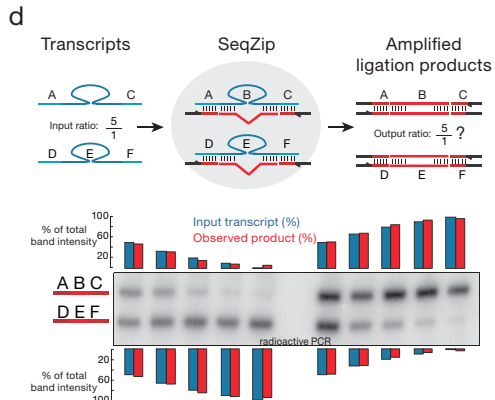 d
Transcripts
SeqZip
Amplified
ligation products
A C
A B C
A B C
Input ratio: 5/1
Output ratio: 5/1 ?
D E F
D E F
D E F
% of total
band intensity
100
60
20
Input transcript (%)
Observed product (%)
A B C
D E F
radioactive PCR
% of total
band intensity
20
60
100